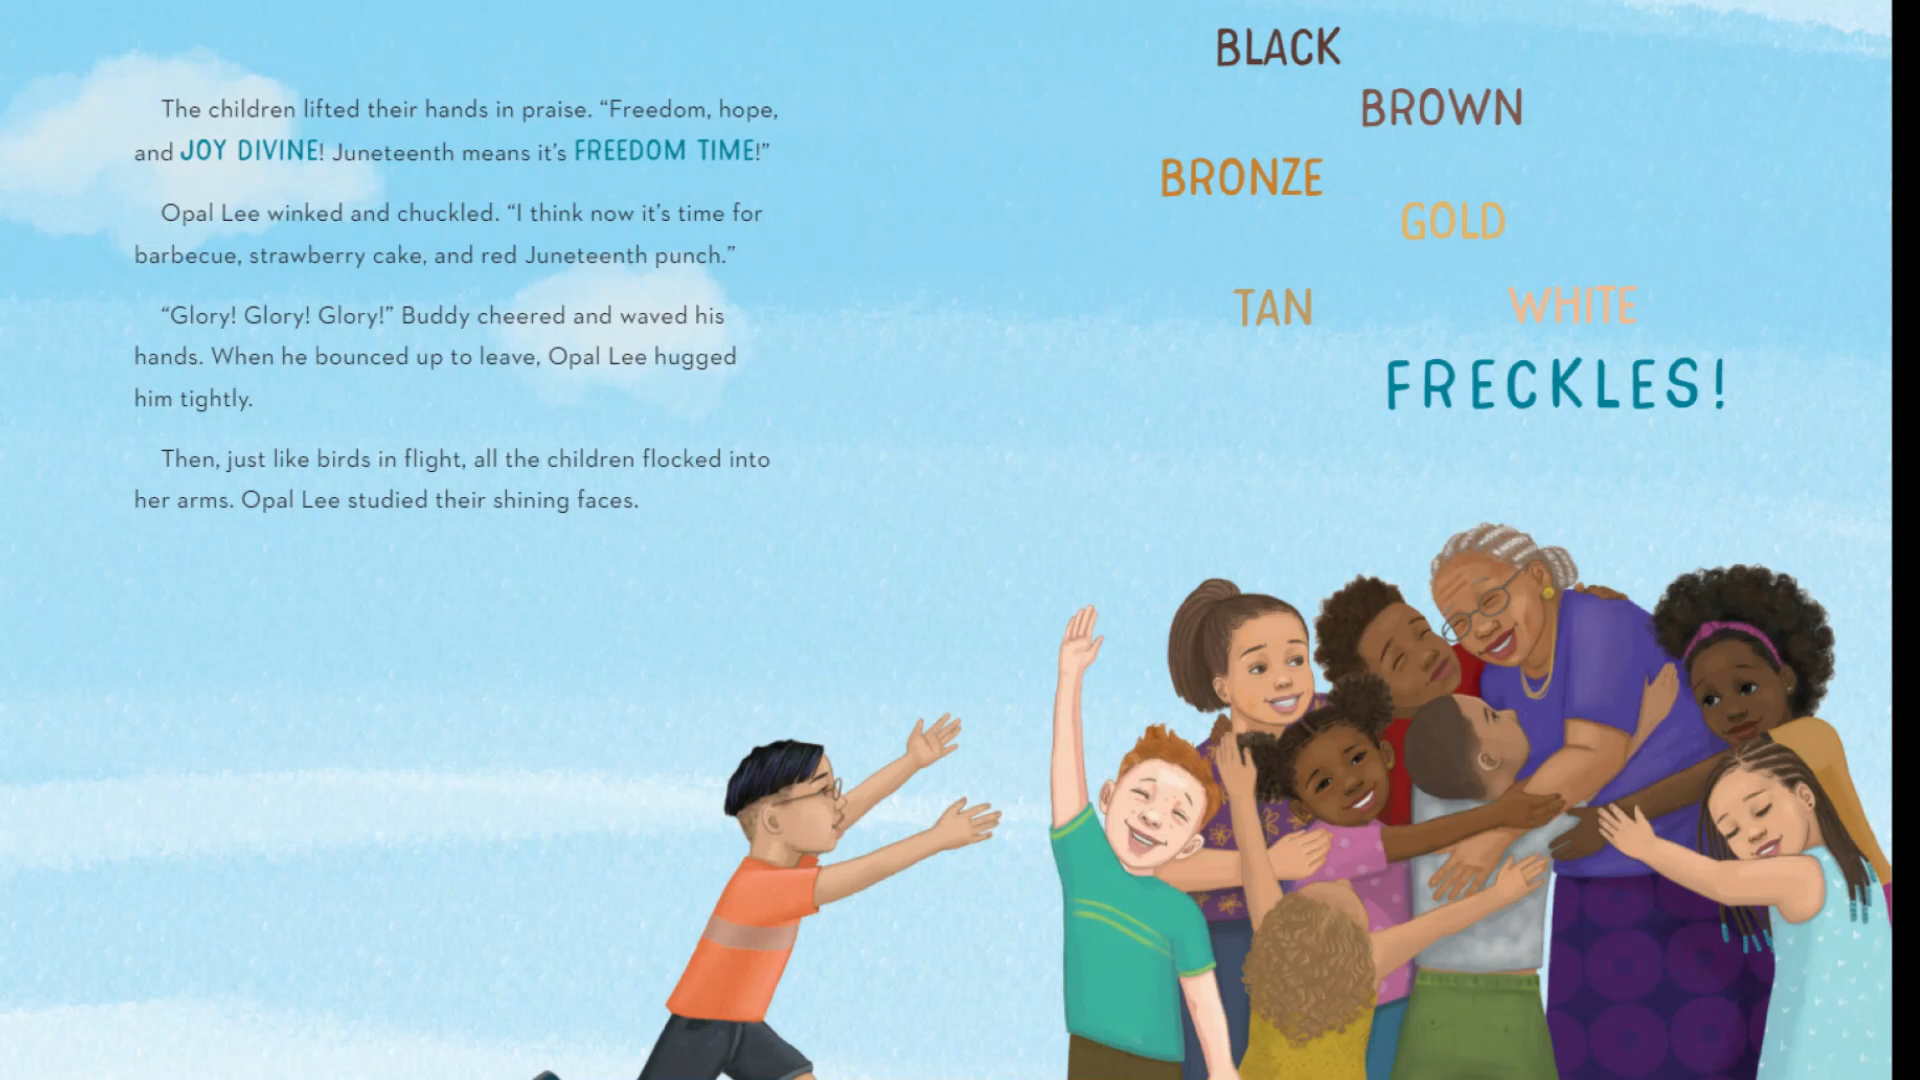 The children lifted their hands in praise. “Freedom, hope,
and JOY DIVINE! Juneteenth means it’s FREEDOM TIME!”
Opal Lee winked and chuckled. “I think now it’s time for
barbecue, strawberry cake, and red Juneteenth punch.”
“Glory! Glory! Glory!” Buddy cheered and waved his
hands. When he bounced up to leave, Opal Lee hugged
him tightly.
Then, just like birds in flight, all the children flocked into
her arms. Opal Lee studied their shining faces.
BLACK
BROWN
BRONZE
GOLD
TAN
WHITE
FRECKLES!